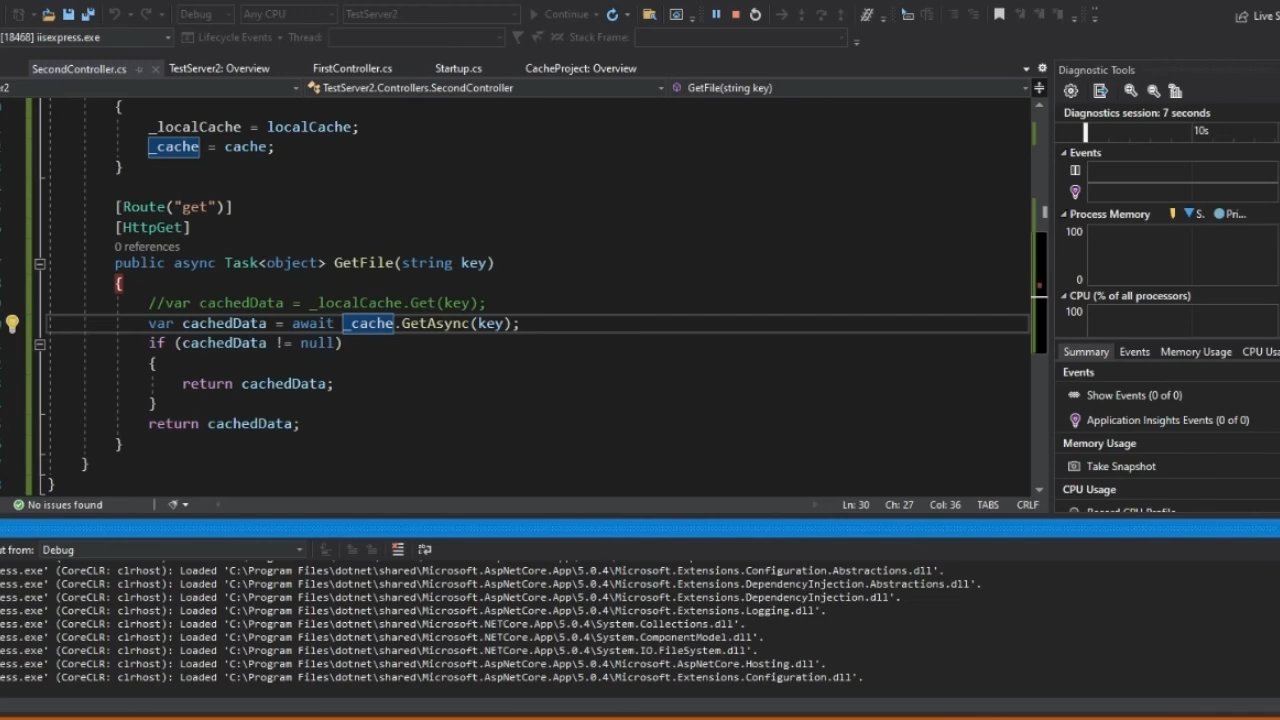 Debug Any CPU TestServer2 Continue Live S
[18468] iisexpress.exe Lifecycle Events Thread: Stack Frame:
SecondController.cs TestServer2: Overview FirstController.cs Startup.cs CacheProject: Overview
r2 TestServer2.Controllers.SecondController GetFile(string key)
{
_localCache = localCache;
_cache = cache;
}
[Route("get")]
[HttpGet]
0 references
public async Task<object> GetFile(string key)
{
//var cachedData = _localCache.Get(key);
var cachedData = await _cache.GetAsync(key);
if (cachedData != null)
{
return cachedData;
}
return cachedData;
}
}
}
No issues found Ln: 30 Ch: 27 Col: 36 TABS CRLF
Diagnostic Tools
Diagnostics session: 7 seconds
10s
Events
Process Memory S. Pri...
100
0
CPU (% of all processors)
100
Summary Events Memory Usage CPU Usa
Events
Show Events (0 of 0)
Application Insights Events (0 of 0)
Memory Usage
Take Snapshot
CPU Usage
Record CPU Profile
ut from: Debug
ess.exe' (CoreCLR: clrhost): Loaded 'C:\Program Files\dotnet\shared\Microsoft.AspNetCore.App\5.0.4\Microsoft.Extensions.Configuration.Abstractions.dll'.
ess.exe' (CoreCLR: clrhost): Loaded 'C:\Program Files\dotnet\shared\Microsoft.AspNetCore.App\5.0.4\Microsoft.Extensions.DependencyInjection.Abstractions.dll'.
ess.exe' (CoreCLR: clrhost): Loaded 'C:\Program Files\dotnet\shared\Microsoft.AspNetCore.App\5.0.4\Microsoft.Extensions.DependencyInjection.dll'.
ess.exe' (CoreCLR: clrhost): Loaded 'C:\Program Files\dotnet\shared\Microsoft.AspNetCore.App\5.0.4\Microsoft.Extensions.Logging.dll'.
ess.exe' (CoreCLR: clrhost): Loaded 'C:\Program Files\dotnet\shared\Microsoft.NETCore.App\5.0.4\System.Collections.dll'.
ess.exe' (CoreCLR: clrhost): Loaded 'C:\Program Files\dotnet\shared\Microsoft.NETCore.App\5.0.4\System.ComponentModel.dll'.
ess.exe' (CoreCLR: clrhost): Loaded 'C:\Program Files\dotnet\shared\Microsoft.NETCore.App\5.0.4\System.IO.FileSystem.dll'.
ess.exe' (CoreCLR: clrhost): Loaded 'C:\Program Files\dotnet\shared\Microsoft.AspNetCore.App\5.0.4\Microsoft.AspNetCore.Hosting.dll'.
ess.exe' (CoreCLR: clrhost): Loaded 'C:\Program Files\dotnet\shared\Microsoft.AspNetCore.App\5.0.4\Microsoft.Extensions.Configuration.dll'.